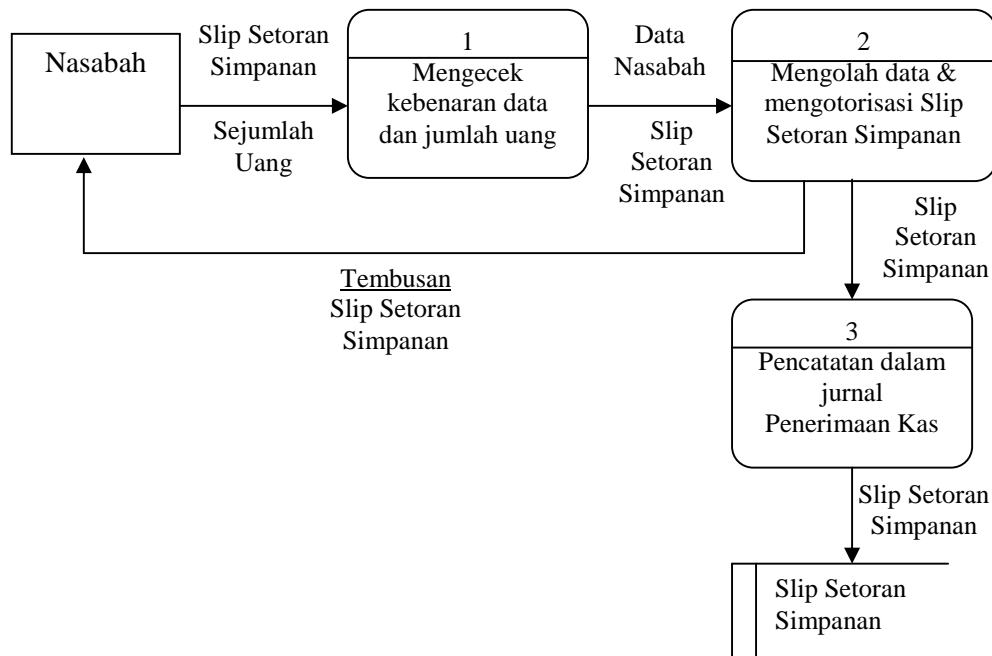 Nasabah
Slip Setoran
Simpanan
Sejumlah
Uang
1
Mengecek
kebenaran data
dan jumlah uang
Data
Nasabah
Slip
Setoran
Simpanan
2
Mengolah data &
mengotorisasi Slip
Setoran Simpanan
Slip
Setoran
Simpanan
Tembusan
Slip Setoran
Simpanan
3
Pencatatan dalam
jurnal
Penerimaan Kas
Slip Setoran
Simpanan
Slip Setoran
Simpanan